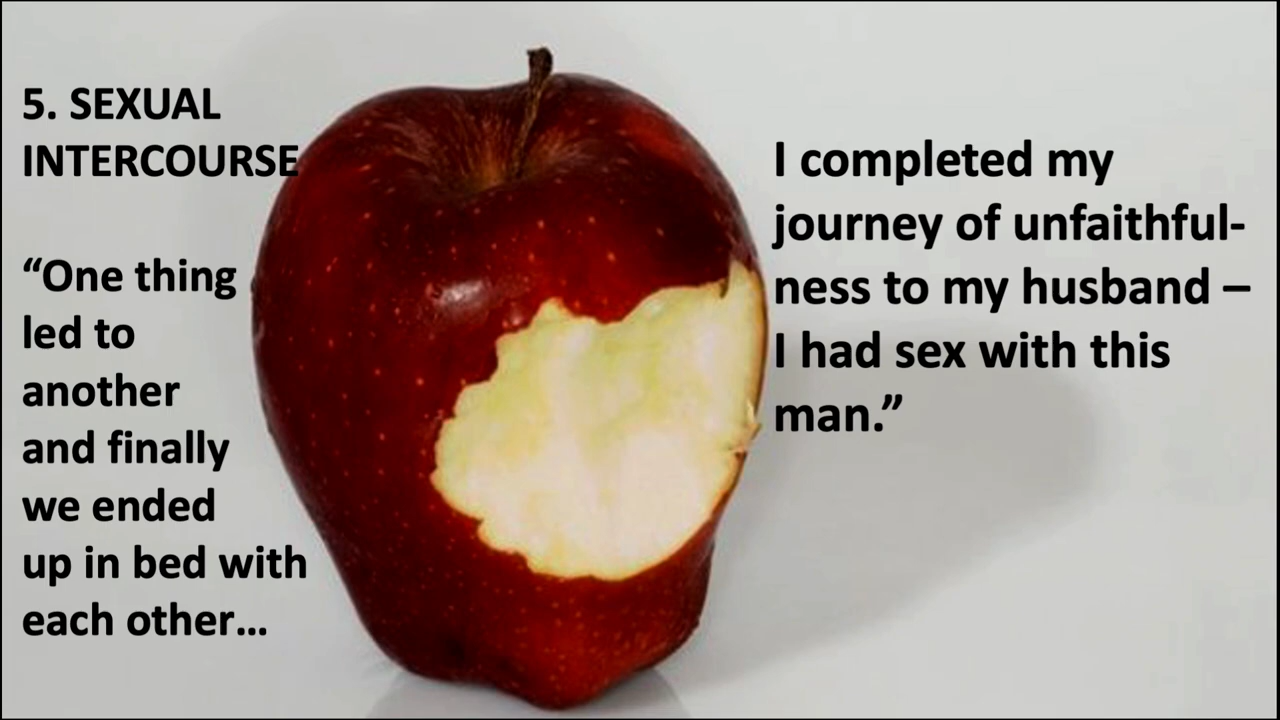 5. SEXUAL
INTERCOURSE
“One thing
led to
another
and finally
we ended
up in bed with
each other…
I completed my
journey of unfaithful-
ness to my husband –
I had sex with this
man.”